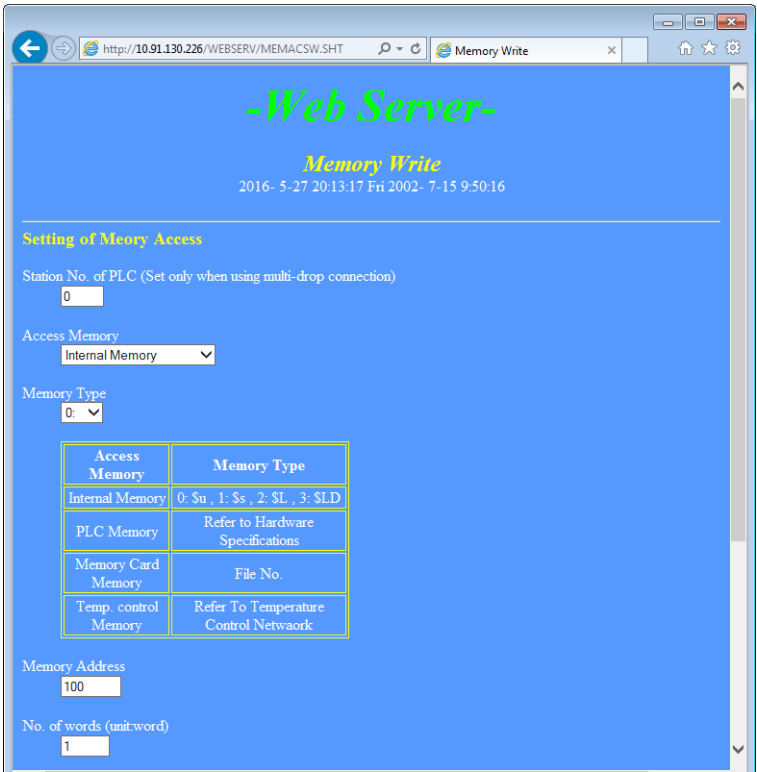 http://10.91.130.226/WEBSERV/MEMACSW.SHT
Memory Write
-Web Server-
Memory Write
2016- 5-27 20:13:17 Fri 2002- 7-15 9:50:16
Setting of Meory Access
Station No. of PLC (Set only when using multi-drop connection)
0
Access Memory
Internal Memory
Memory Type
0:
Access Memory Memory Type
Internal Memory 0: $u , 1: $s , 2: $L , 3: $LD
PLC Memory Refer to Hardware Specifications
Memory Card Memory File No.
Temp. control Memory Refer To Temperature Control Netwaork
Memory Address
100
No. of words (unit:word)
1